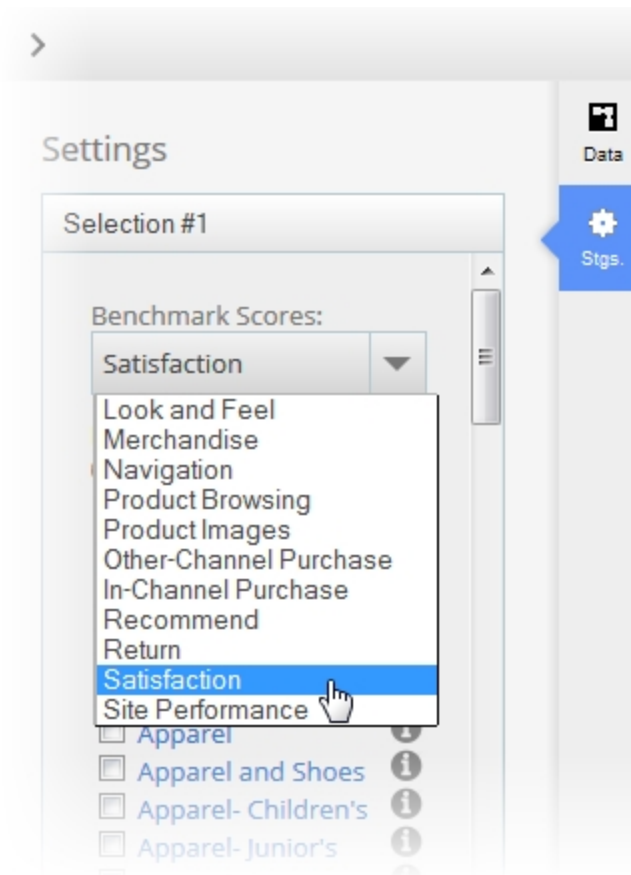 Settings
Data
Stgs.
Selection #1
Benchmark Scores:
Satisfaction
Look and Feel
Merchandise
Navigation
Product Browsing
Product Images
Other-Channel Purchase
In-Channel Purchase
Recommend
Return
Satisfaction
Site Performance
Apparel
Apparel and Shoes
Apparel- Children's
Apparel- Junior's